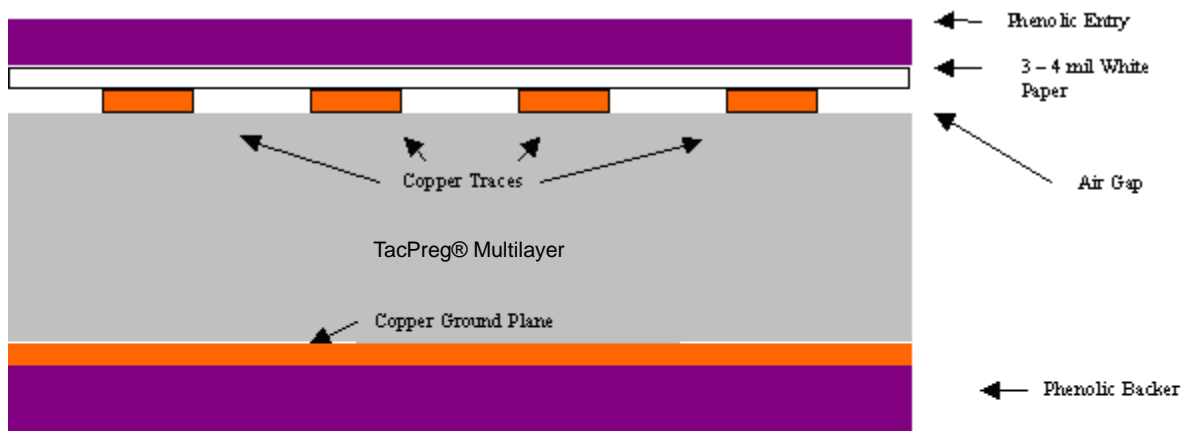 Phenolic Entry
3 – 4 mil White
Paper
Copper Traces
Air Gap
TacPreg® Multilayer
Copper Ground Plane
Phenolic Backer